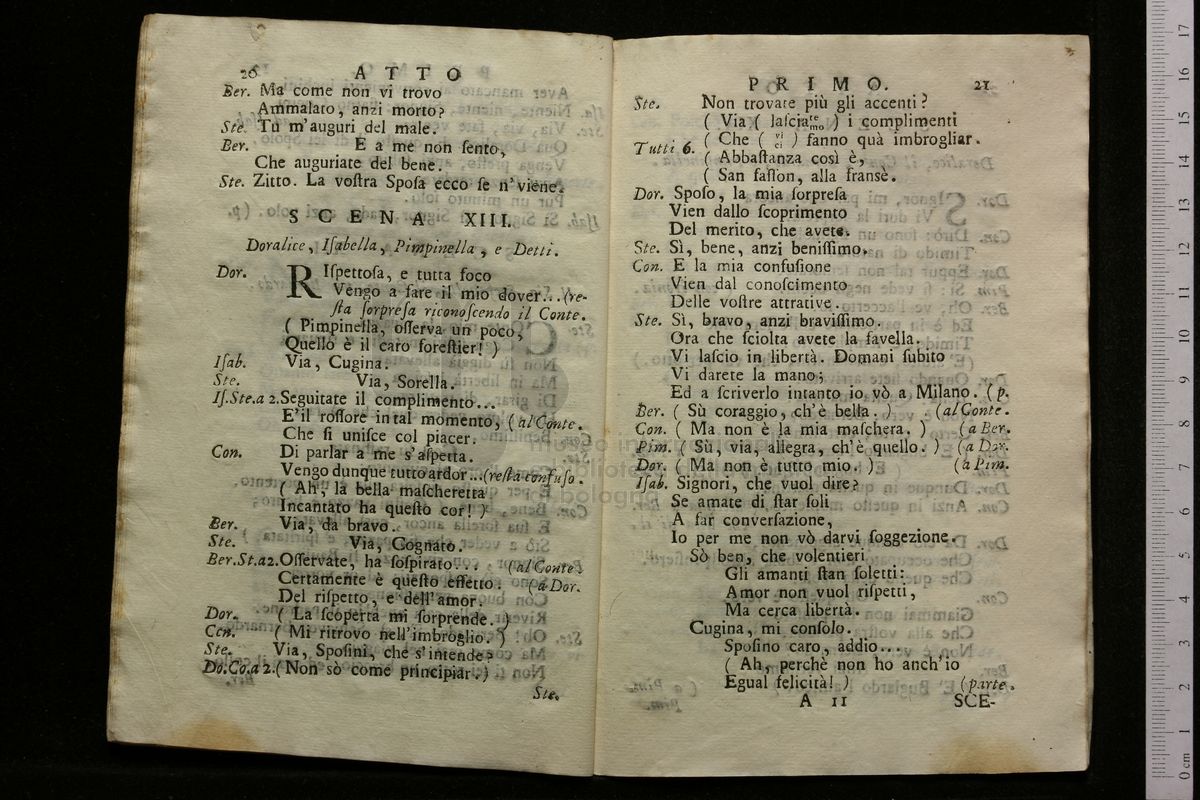 20 ATTO
Ber. Ma come non vi trovo
Ammalato, anzi morto?
Ste. Tu m'auguri del male.
Ber. E a me non ſento,
Che auguriate del bene.
Ste. Zitto. La voſtra Spoſa ecco ſe n'viene.
SCENA XIII.
Doralice, Iſabella, Pimpinella, e Detti.
Dor. RIſpettoſa, e tutta foco
Vengo a fare il mio dover... (re-
ſta ſorpreſa riconoſcendo il Conte.
( Pimpinella, oſſerva un poco,
Quello è il caro foreſtier! )
Iſab. Via, Cugina.
Ste. Via, Sorella.
Iſ.Ste.a 2. Seguitate il complimento...
E'il roſſore in tal momento, ( al Conte.
Che ſi uniſce col piacer.
Con. Di parlar a me s'aſpetta.
Vengo dunque tutto ardor... (reſta confuſo.
( Ah, la bella maſcheretta
Incantato ha queſto cor! )
Ber. Via, da bravo.
Ste. Via, Cognato.
Ber.St.a2. Oſſervate, ha ſoſpirato... ( al Conte.
Certamente è queſto effetto. ( a Dor.
Del riſpetto, e dell'amor.
Dor. ( La ſcoperta mi ſorprende. )
Con. ( Mi ritrovo nell'imbroglio. )
Ste. Via, Spoſini, che s'intende?
Do.Co.a 2. ( Non sò come principiar. )
Ste.
PRIMO. 21
Ste. Non trovate più gli accenti?
( Via ( laſciate mo ) i complimenti
Tutti 6. ( Che ( vi ci ) fanno quà imbrogliar.
( Abbaſtanza così è,
( San faſſon, alla franſè.
Dor. Spoſo, la mia ſorpreſa
Vien dallo ſcoprimento
Del merito, che avete.
Ste. Sì, bene, anzi beniſſimo.
Con. E la mia confuſione
Vien dal conoſcimento
Delle voſtre attrative.
Ste. Sì, bravo, anzi braviſſimo.
Ora che ſciolta avete la favella.
Vi laſcio in libertà. Domani ſubito
Vi darete la mano;
Ed a ſcriverlo intanto io vò a Milano. (p.
Ber. ( Sù coraggio, ch'è bella. ) (al Conte.
Con. ( Ma non è la mia maſchera. ) (a Ber.
Pim. ( Sù, via, allegra, ch'è quello. ) (a Dor.
Dor. ( Ma non è tutto mio. ) (a Pim.
Iſab. Signori, che vuol dire?
Se amate di ſtar ſoli
A far converſazione,
Io per me non vò darvi ſoggezione.
Sò ben, che volentieri
Gli amanti ſtan ſoletti:
Amor non vuol riſpetti,
Ma cerca libertà.
Cugina, mi conſolo.
Spoſino caro, addio...
( Ah, perchè non ho anch'io
Egual felicità! ) (parte.
A 11 SCE-